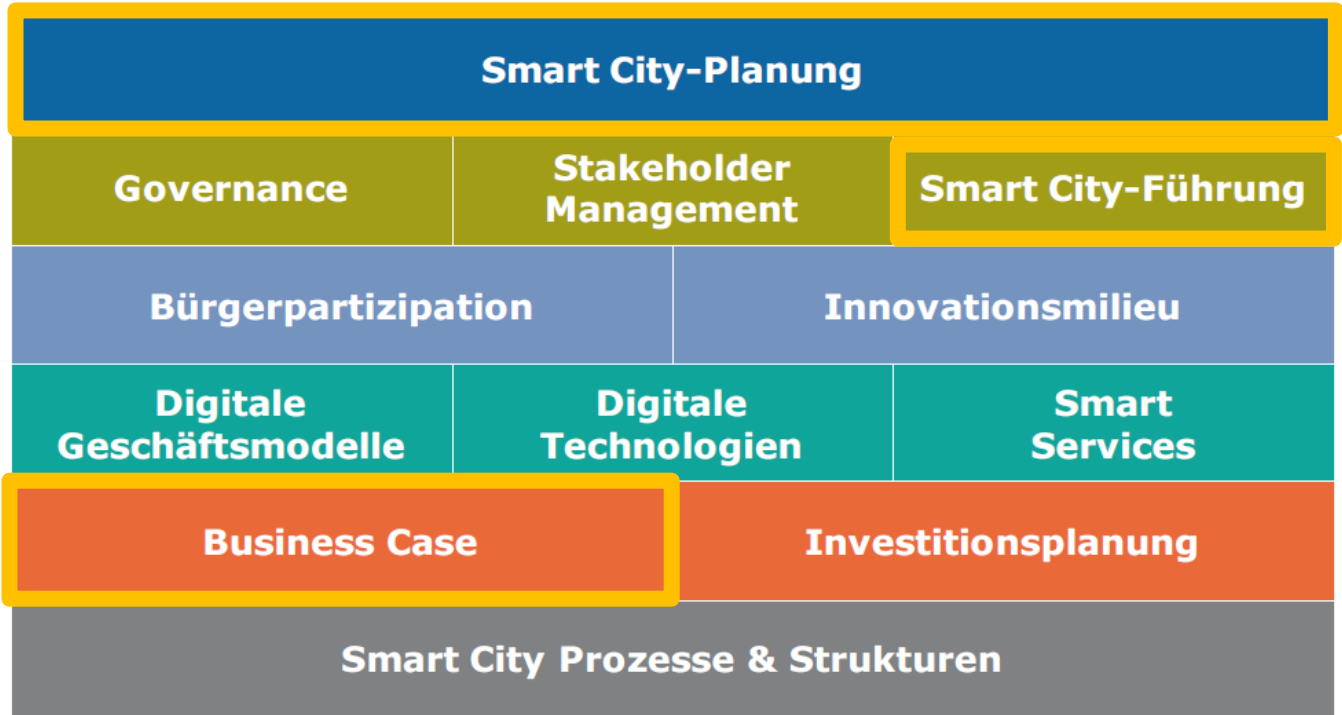 Smart City-Planung
Governance
Stakeholder
Management
Smart City-Führung
Bürgerpartizipation
Innovationsmilieu
Digitale
Geschäftsmodelle
Digitale
Technologien
Smart
Services
Business Case
Investitionsplanung
Smart City Prozesse & Strukturen